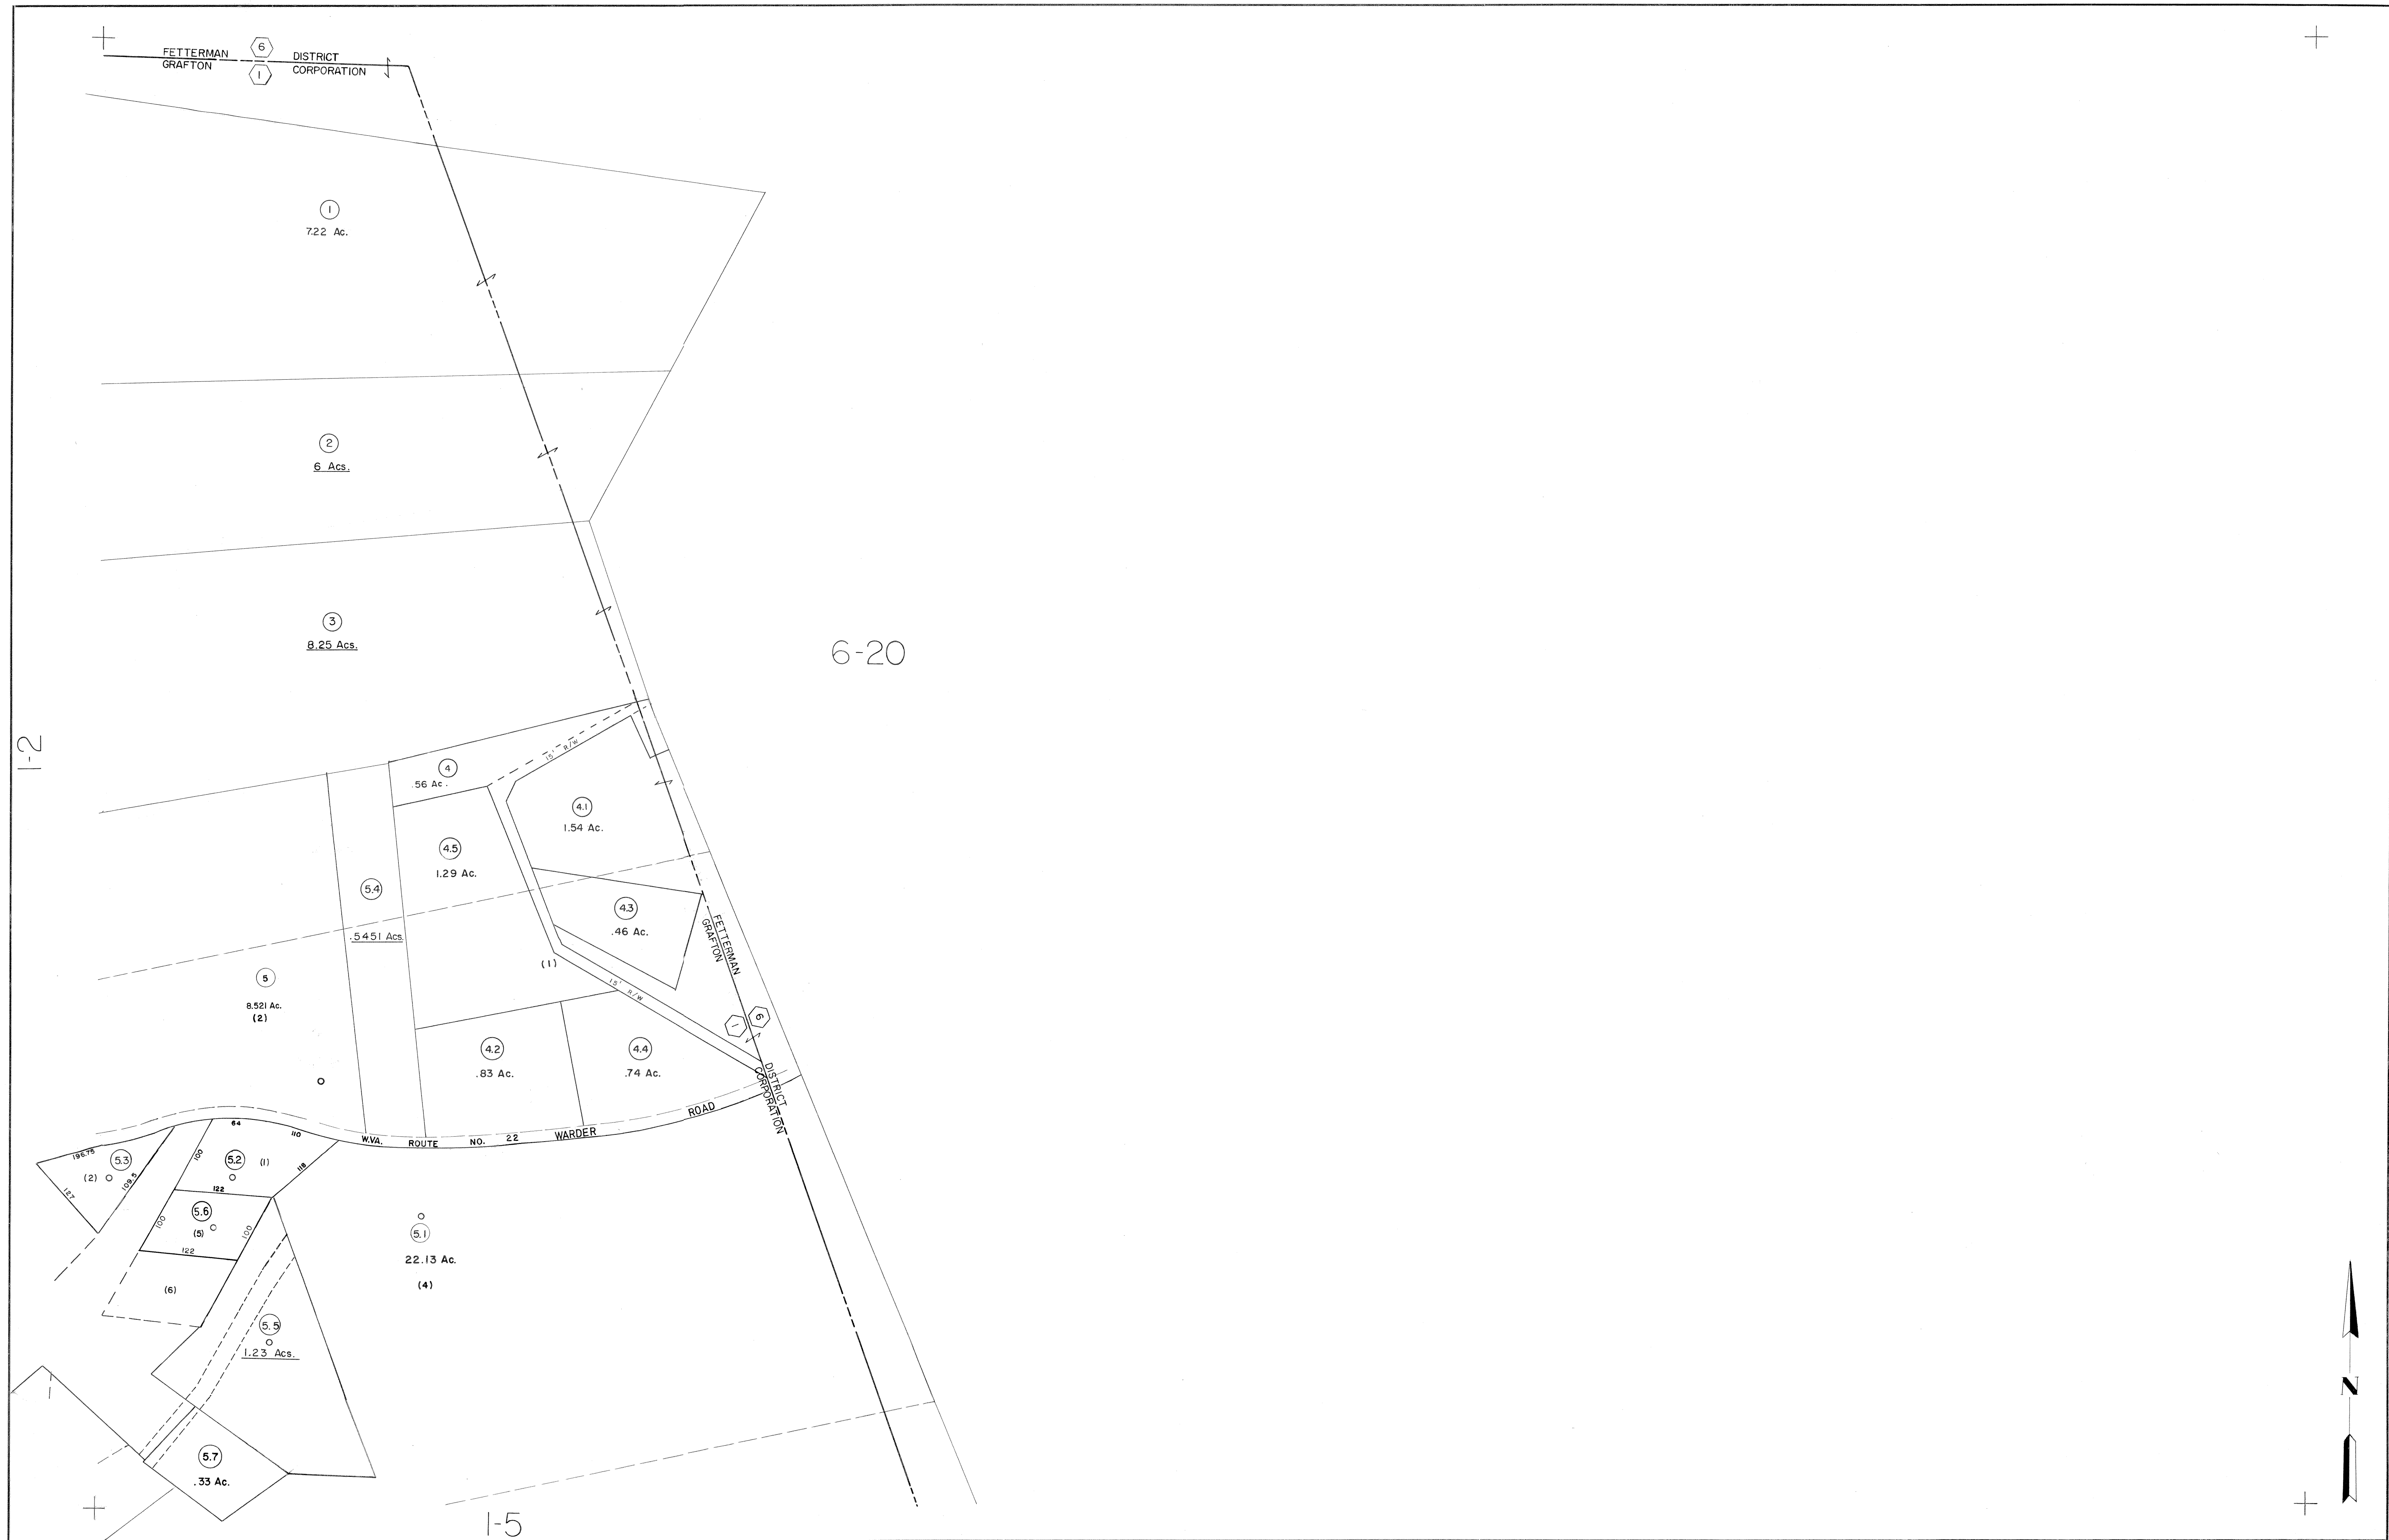 FETTERMAN 6 DISTRICT
GRAFTON 1 CORPORATION
1
7.22 Ac.
2
6 Acs.
3
8.25 Acs.
6-20
1-2
15' R/W
4
.56 Ac.
4.1
1.54 Ac.
4.5
1.29 Ac.
5.4
.5451 Acs.
4.3
.46 Ac.
FETTERMAN
GRAFTON
(1)
5
8.521 Ac.
(2)
15' R/W
1 6
4.2
.83 Ac.
4.4
.74 Ac.
DISTRICT
CORPORATION
W.VA. ROUTE NO. 22 WARDER ROAD
64
110
196.75
5.3
(2)
127
109.5
100
5.2
(1)
118
122
5.6
(5)
100
100
122
(6)
5.1
22.13 Ac.
(4)
5.5
1.23 Acs.
5.7
.33 Ac.
1-5
N